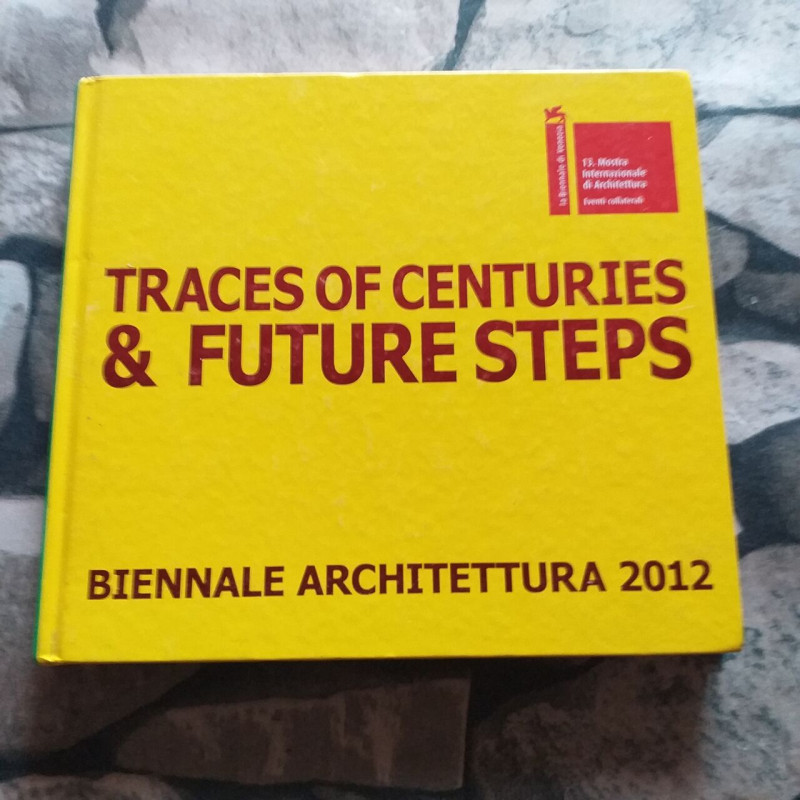 la Biennale di Venezia
13. Mostra
Internazionale
di Architettura
Eventi collaterali
TRACES OF CENTURIES
& FUTURE STEPS
BIENNALE ARCHITETTURA 2012